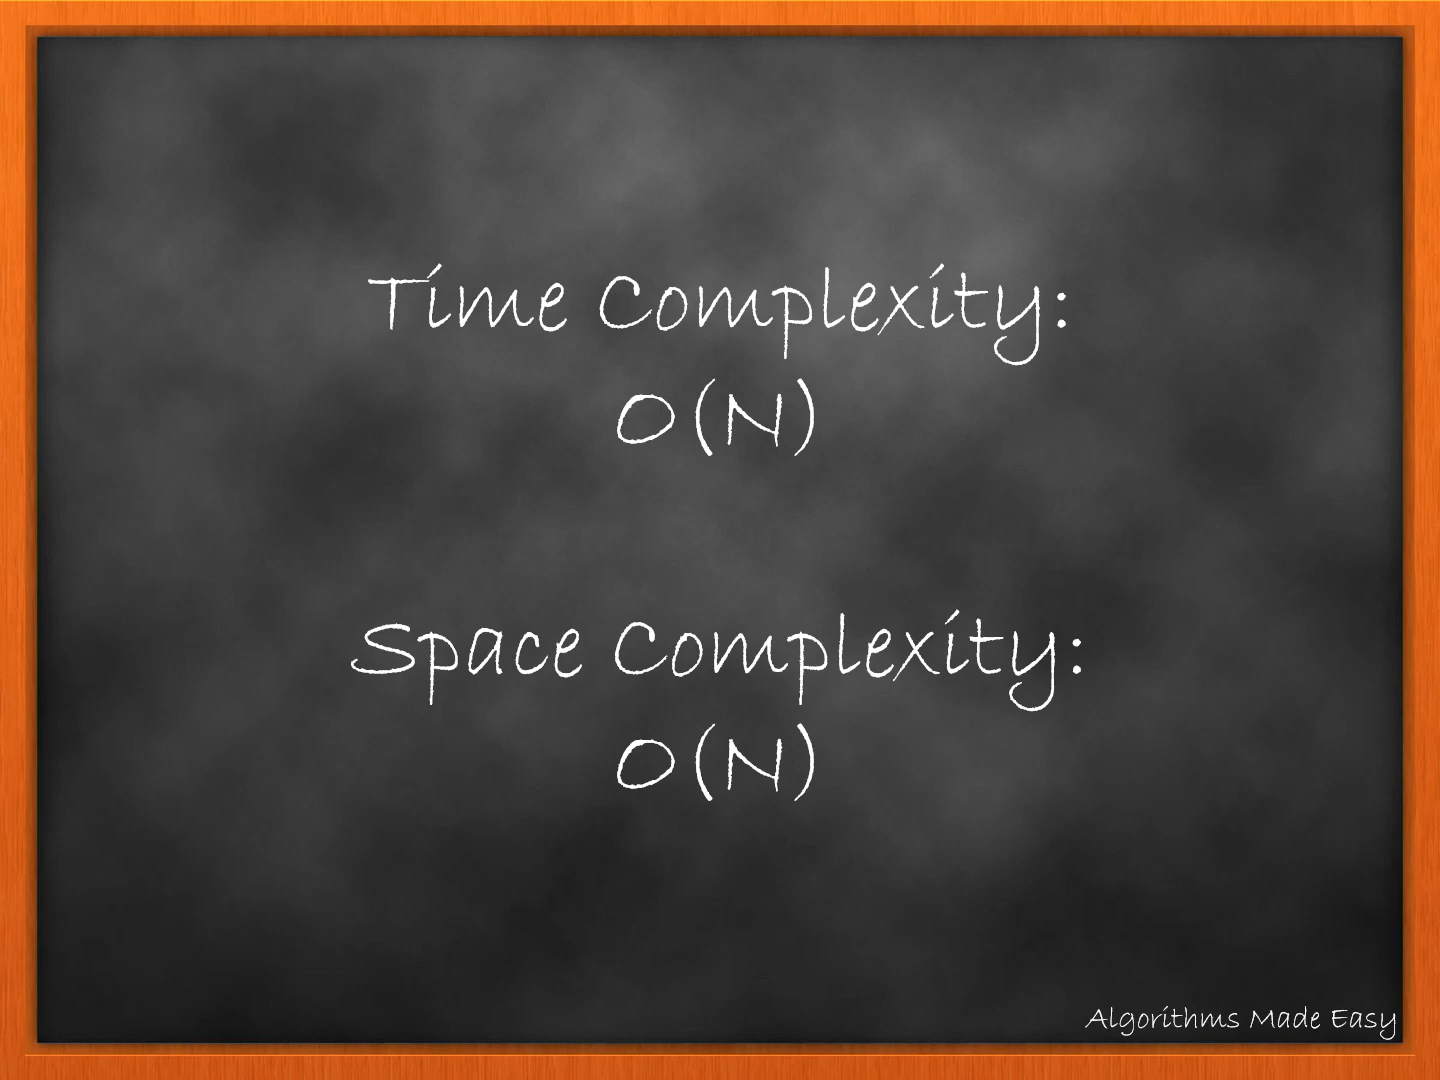 Time Complexity:
O(N)
Space Complexity:
O(N)
Algorithms Made Easy